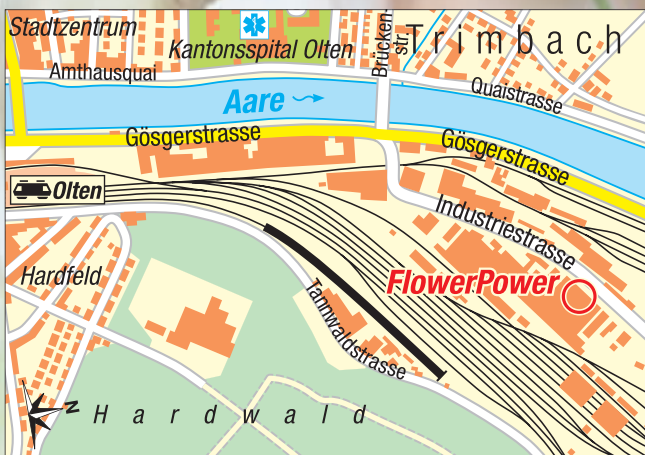 Stadtzentrum
Kantonsspital Olten
Brücken
str.
Trimbach
Amthausquai
Quaistrasse
Aare
Gösgerstrasse
Gösgerstrasse
Olten
Industriestrasse
Hardfeld
FlowerPower
Tannwaldstrasse
N
Hardwald